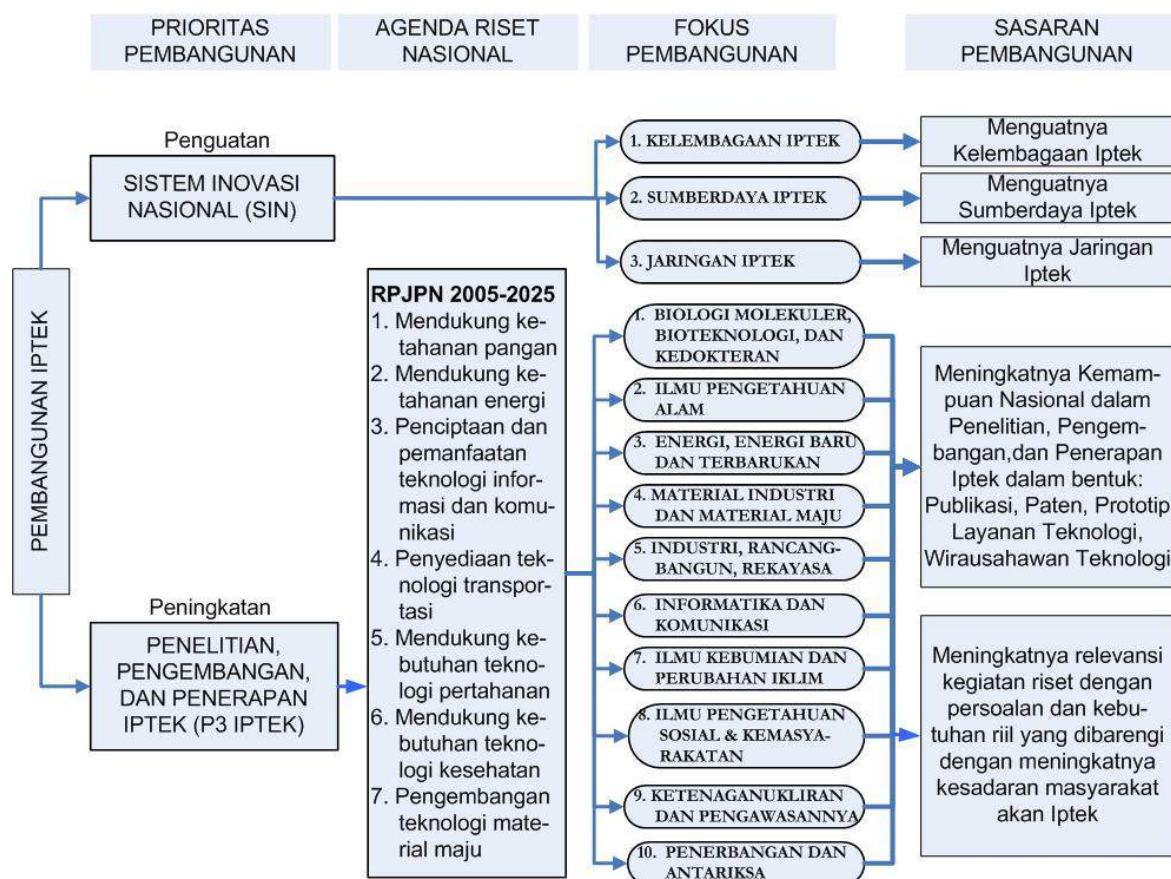 PRIORITAS
PEMBANGUNAN
AGENDA RISET
NASIONAL
FOKUS
PEMBANGUNAN
SASARAN
PEMBANGUNAN
PEMBANGUNAN IPTEK
Penguatan
SISTEM INOVASI
NASIONAL (SIN)
1. KELEMBAGAAN IPTEK
2. SUMBERDAYA IPTEK
3. JARINGAN IPTEK
Menguatnya
Kelembagaan Iptek
Menguatnya
Sumberdaya Iptek
Menguatnya Jaringan
Iptek
Peningkatan
PENELITIAN,
PENGEMBANGAN,
DAN PENERAPAN
IPTEK (P3 IPTEK)
RPJPN 2005-2025
1. Mendukung ke-
tahanan pangan
2. Mendukung ke-
tahanan energi
3. Penciptaan dan
pemanfaatan
teknologi infor-
masi dan komu-
nikasi
4. Penyediaan tek-
nologi transpor-
tasi
5. Mendukung ke-
butuhan tekno-
logi pertahanan
6. Mendukung ke-
butuhan tekno-
logi kesehatan
7. Pengembangan
teknologi mate-
rial maju
1. BIOLOGI MOLEKULER,
BIOTEKNOLOGI, DAN
KEDOKTERAN
2. ILMU PENGETAHUAN
ALAM
3. ENERGI, ENERGI BARU
DAN TERBARUKAN
4. MATERIAL INDUSTRI
DAN MATERIAL MAJU
5. INDUSTRI, RANCANG-
BANGUN, REKAYASA
6. INFORMATIKA DAN
KOMUNIKASI
7. ILMU KEBUMIAN DAN
PERUBAHAN IKLIM
8. ILMU PENGETAHUAN
SOSIAL & KEMASYA-
RAKATAN
9. KETENAGANUKLIRAN
DAN PENGAWASANNYA
10. PENERBANGAN DAN
ANTARIKSA
Meningkatnya Kemam-
puan Nasional dalam
Penelitian, Pengem-
bangan,dan Penerapan
Iptek dalam bentuk:
Publikasi, Paten, Prototip
Layanan Teknologi,
Wirausahawan Teknologi
Meningkatnya relevansi
kegiatan riset dengan
persoalan dan kebu-
tuhan riil yang dibarengi
dengan meningkatnya
kesadaran masyarakat
akan Iptek